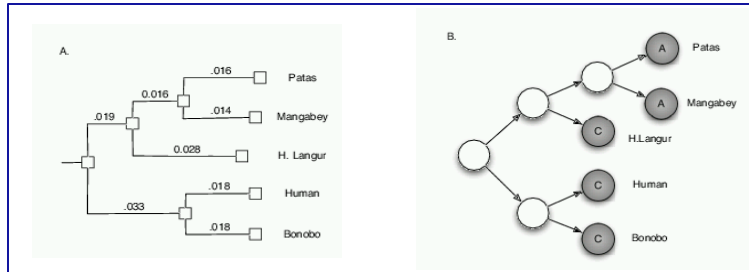 A.
.016
Patas
0.016
.014
Mangabey
.019
0.028
H. Langur
.018
Human
.033
.018
Bonobo
B.
A
Patas
A
Mangabey
C
H.Langur
C
Human
C
Bonobo